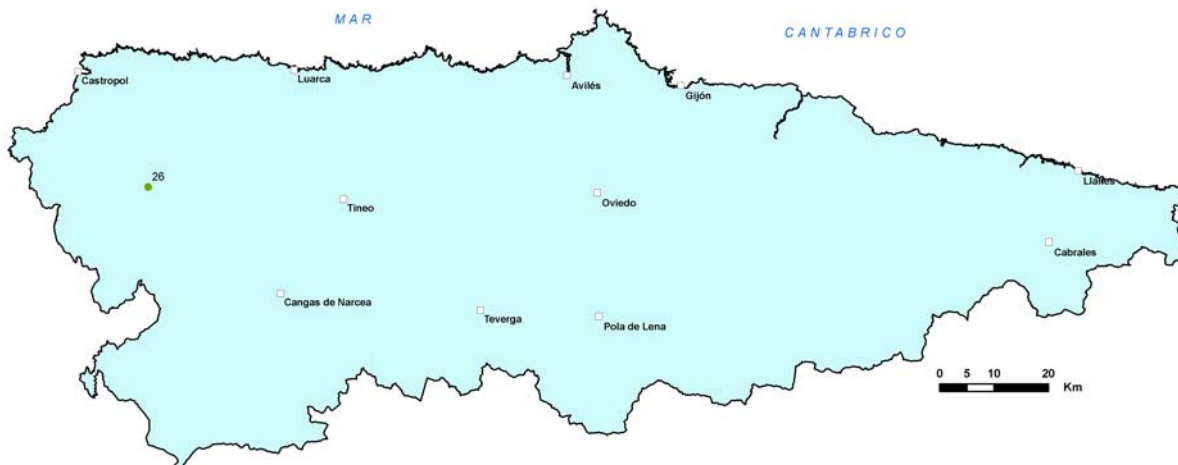 MAR
CANTABRICO
Castropol
Luarca
Avilés
Gijón
26
Tineo
Oviedo
Llanes
Cabrales
Cangas de Narcea
Teverga
Pola de Lena
0 5 10 20
Km